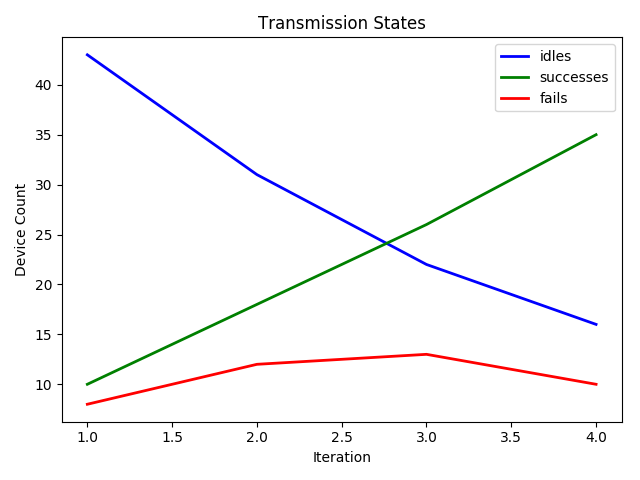 Transmission States
idles
successes
fails
Device Count
40
35
30
25
20
15
10
1.0 1.5 2.0 2.5 3.0 3.5 4.0
Iteration